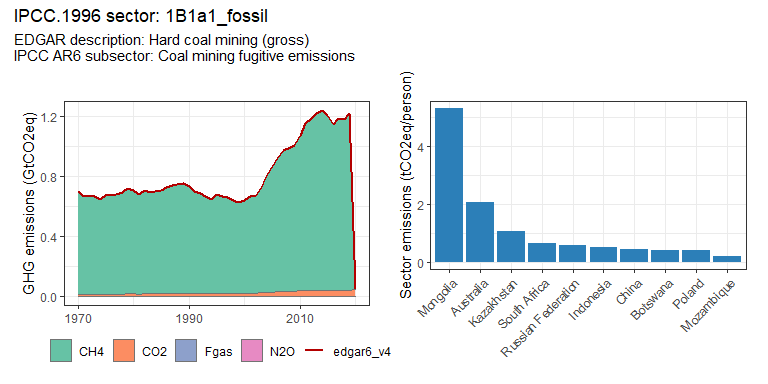 IPCC.1996 sector: 1B1a1_fossil
EDGAR description: Hard coal mining (gross)
IPCC AR6 subsector: Coal mining fugitive emissions
GHG emissions (GtCO2eq)
1.2
0.8
0.4
0.0
1970
1990
2010
CH4
CO2
Fgas
N2O
edgar6_v4
Sector emissions (tCO2eq/person)
4
2
0
Mongolia
Australia
Kazakhstan
South Africa
Russian Federation
Indonesia
China
Botswana
Poland
Mozambique